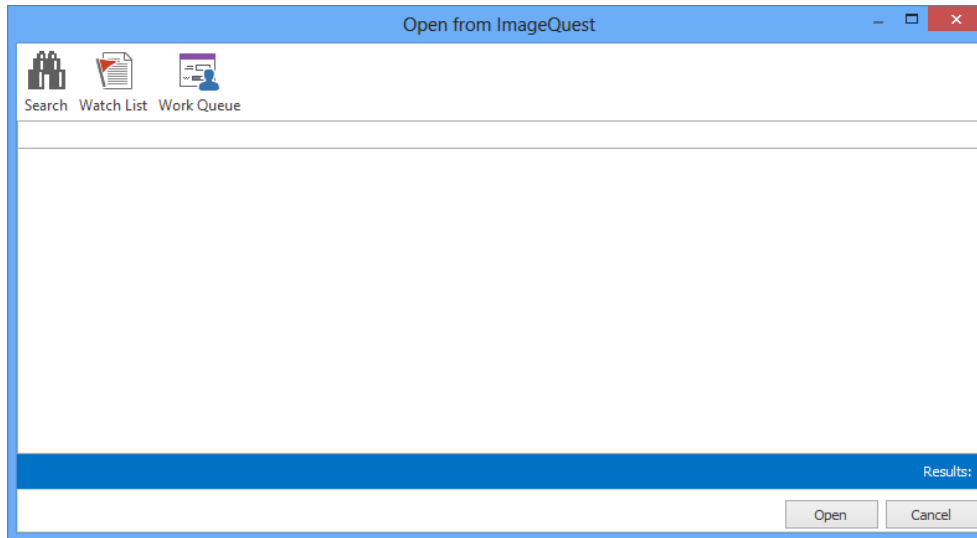 Open from ImageQuest
Search Watch List Work Queue
Results:
Open Cancel